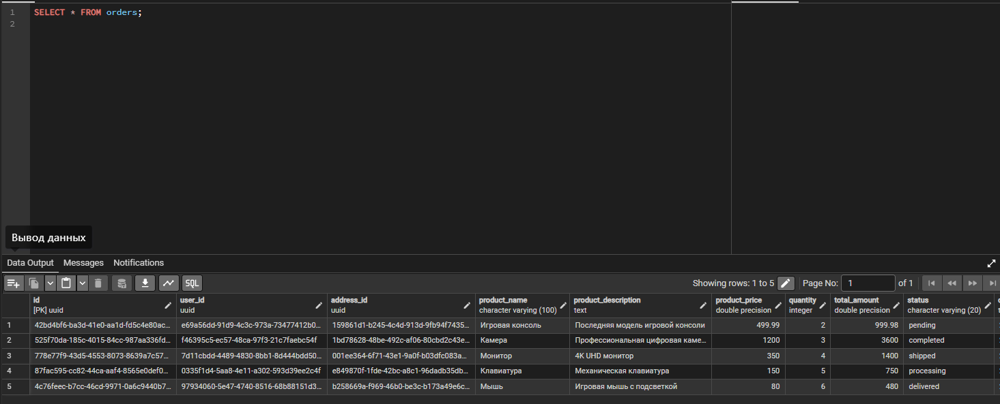 1 SELECT * FROM orders;
2
Вывод данных
Data Output Messages Notifications
SQL Showing rows: 1 to 5 Page No: 1 of 1
id user_id address_id product_name product_description product_price quantity total_amount status
[PK] uuid uuid uuid character varying (100) text double precision integer double precision character varying (20)
1 42bd4bf6-ba3d-41e0-aa1d-fd5c4e80ac... e69a56dd-91d9-4c3c-973a-73477412b0... 159861d1-b245-4c4d-913d-9fb94f7435... Игровая консоль Последняя модель игровой консоли 499.99 2 999.98 pending
2 525f70da-185c-4015-84cc-987aa336fd... f46395c5-ec57-48ca-97f3-21c7faebc54f 1bd78628-48be-492c-af06-80cbd2c43e... Камера Профессиональная цифровая каме... 1200 3 3600 completed
3 778e77f9-43d5-4553-8073-8639a7c57... 7d11cbdd-4489-4830-8bb1-8d444bdd50... 001ee364-6f71-43e1-9a0f-b03dfc083a... Монитор 4K UHD монитор 350 4 1400 shipped
4 87fac595-cc82-44ca-aaf4-8565e0def0... 0335f1d4-5aa8-4e11-a302-593d39ee2c4f e849870f-1fde-42bc-a8c1-96dadb35db... Клавиатура Механическая клавиатура 150 5 750 processing
5 4c76feec-b7cc-46cd-9971-0a6c9440b7... 97934060-5e47-4740-8516-68b88151d3... b258669a-f969-46b0-be3c-b173a49e6c... Мышь Игровая мышь с подсветкой 80 6 480 delivered